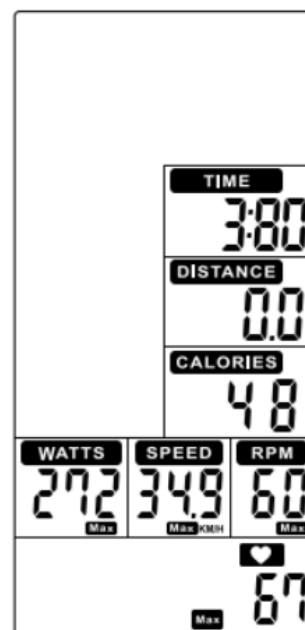 TIME
3:80
DISTANCE
0.0
CALORIES
48
WATTS SPEED RPM
272 34.9 60
Max Max KM/H Max
67
Max